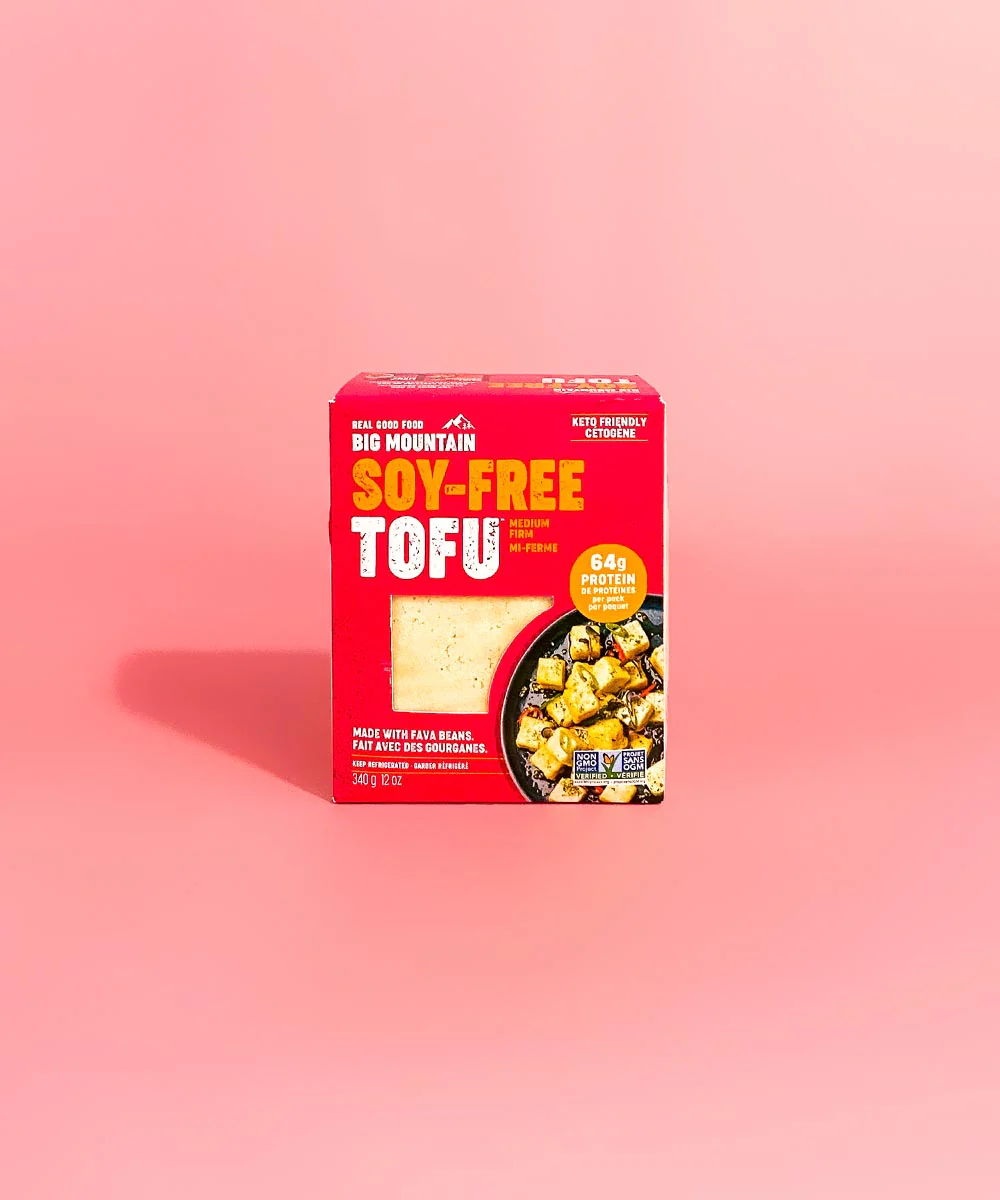 SOY-FREE
TOFU
REAL GOOD FOOD
BIG MOUNTAIN
KETO FRIENDLY
CÉTOGÈNE
SOY-FREE
TOFU
MEDIUM
FIRM
MI-FERME
64g
PROTEIN
DE PROTÉINES
per pack
par paquet
MADE WITH FAVA BEANS.
FAIT AVEC DES GOURGANES.
KEEP REFRIGERATED · GARDER RÉFRIGÉRÉ
340 g 12 oz
NON
GMO
Project
VERIFIED
PROJET
SANS
OGM
VÉRIFIÉ